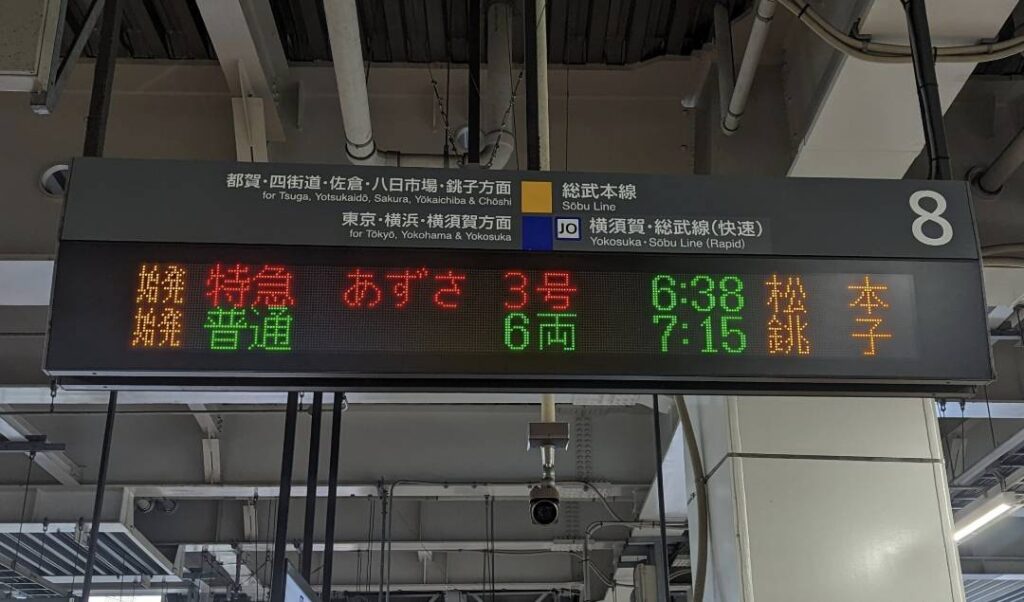 都賀・四街道・佐倉・八日市場・銚子方面 総武本線
for Tsuga, Yotsukaidō, Sakura, Yōkaichiba & Chōshi Sōbu Line
東京・横浜・横須賀方面 JO 横須賀・総武線(快速)
for Tōkyō, Yokohama & Yokosuka Yokosuka・Sōbu Line (Rapid)
8
始発 特急 あずさ 3号 6:38 松本
始発 普通 6両 7:15 銚子